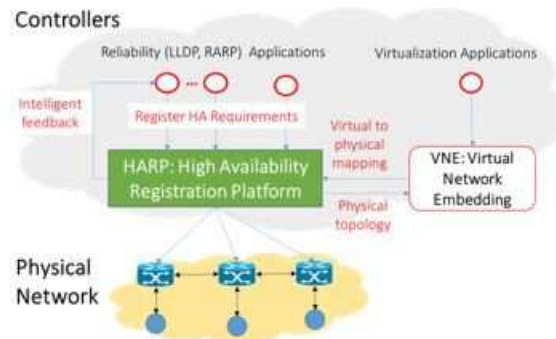 Controllers
Reliability (LLDP, RARP) Applications
Virtualization Applications
...
Intelligent
feedback
Register HA Requirements
Virtual to
physical
mapping
HARP: High Availability
Registration Platform
VNE: Virtual
Network
Embedding
Physical
topology
Physical
Network